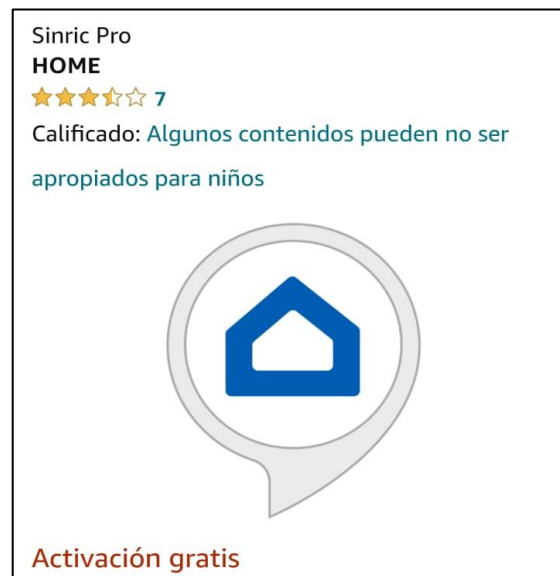 Sinric Pro
HOME
7
Calificado: Algunos contenidos pueden no ser
apropiados para niños
Activación gratis